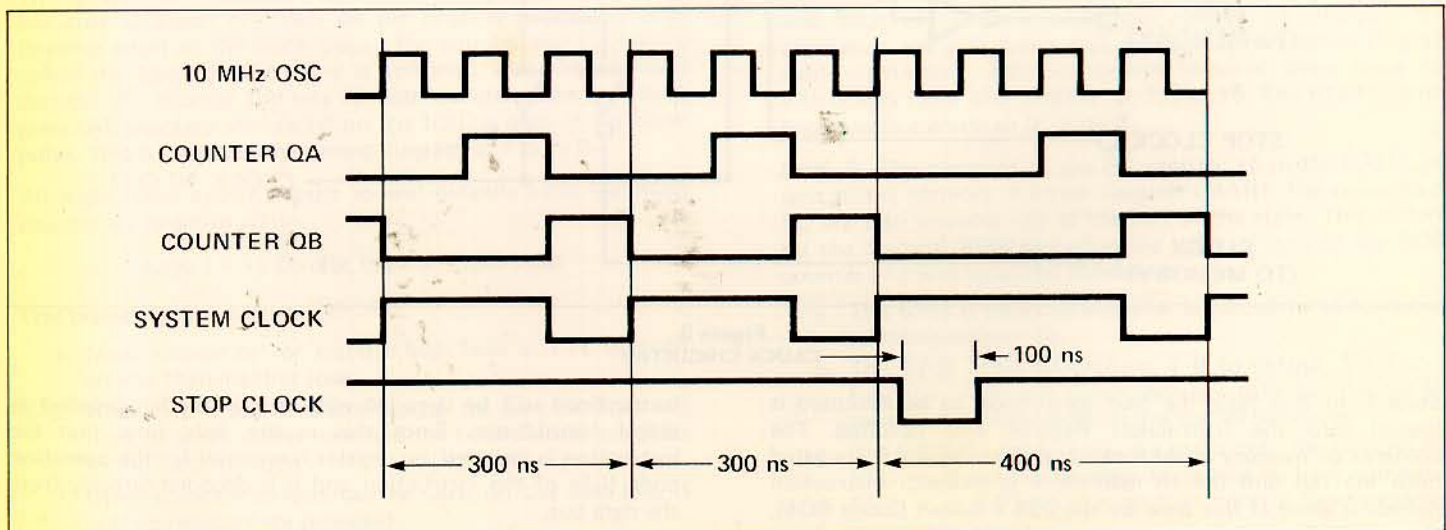 10 MHz OSC
COUNTER QA
COUNTER QB
SYSTEM CLOCK
100 ns
STOP CLOCK
300 ns
300 ns
400 ns